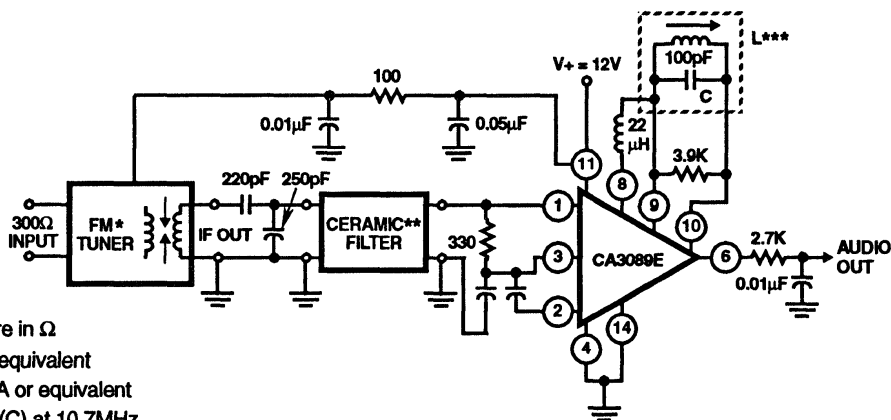 L***
100pF
C
V+ = 12V
100
0.01µF
0.05µF
22
µH
3.9K
11
8
220pF
250pF
9
300Ω
INPUT
FM*
TUNER
IF OUT
CERAMIC**
FILTER
1
10
330
3
CA3089E
6
2.7K
AUDIO
OUT
0.01µF
2
14
4
re in Ω
equivalent
A or equivalent
(C) at 10.7MHz